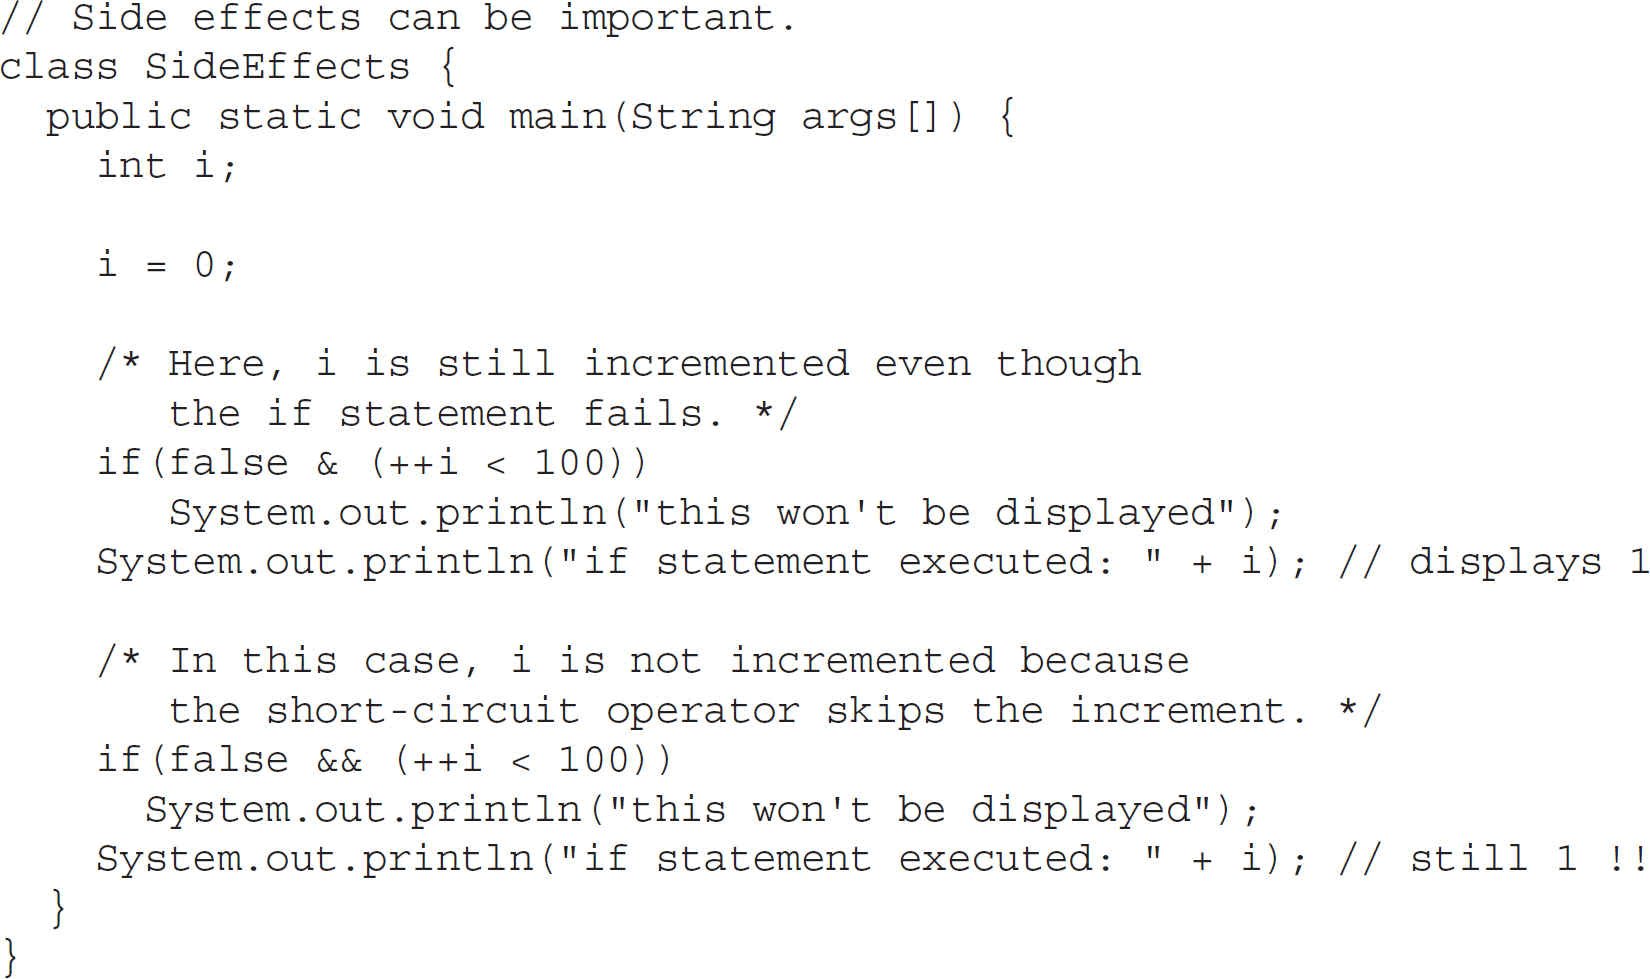 // Side effects can be important.
class SideEffects {
  public static void main(String args[]) {
    int i;

    i = 0;

    /* Here, i is still incremented even though
       the if statement fails. */
    if(false & (++i < 100))
       System.out.println("this won't be displayed");
    System.out.println("if statement executed: " + i); // displays 1

    /* In this case, i is not incremented because
       the short-circuit operator skips the increment. */
    if(false && (++i < 100))
      System.out.println("this won't be displayed");
    System.out.println("if statement executed: " + i); // still 1 !!
  }
}